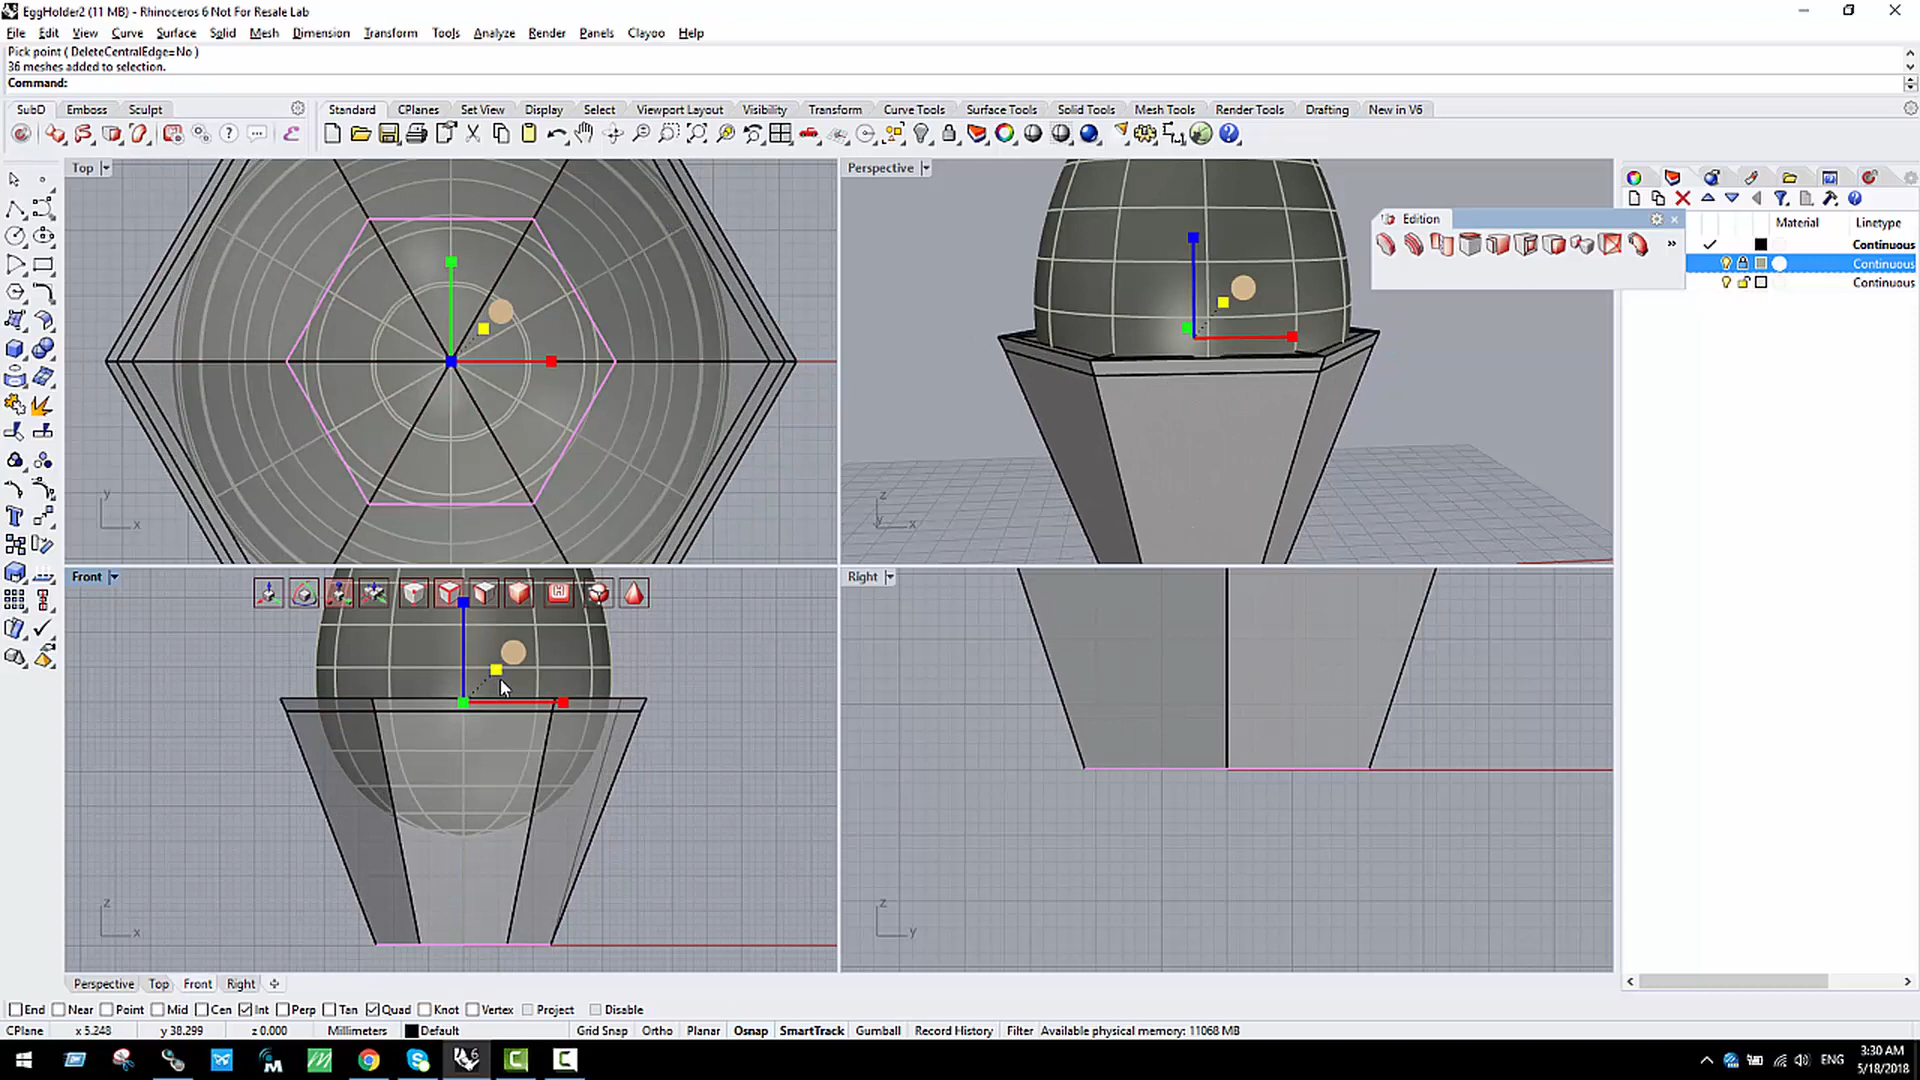 EggHolder2 (11 MB) - Rhinoceros 6 Not For Resale Lab
File Edit View Curve Surface Solid Mesh Dimension Transform Tools Analyze Render Panels Clayoo Help
Pick point ( DeleteCentralEdge=No )
36 meshes added to selection.
Command:
SubD Emboss Sculpt
Standard CPlanes Set View Display Select Viewport Layout Visibility Transform Curve Tools Surface Tools Solid Tools Mesh Tools Render Tools Drafting New in V6
Top
Perspective
Edition
Material Linetype
Continuous
Continuous
Continuous
y
x
z
y
x
Front
Right
z
x
z
y
Perspective Top Front Right
End Near Point Mid Cen Int Perp Tan Quad Knot Vertex Project Disable
CPlane x 5.248 y 38.299 z 0.000 Millimeters Default Grid Snap Ortho Planar Osnap SmartTrack Gumball Record History Filter Available physical memory: 11068 MB
ENG
3:30 AM
5/18/2018